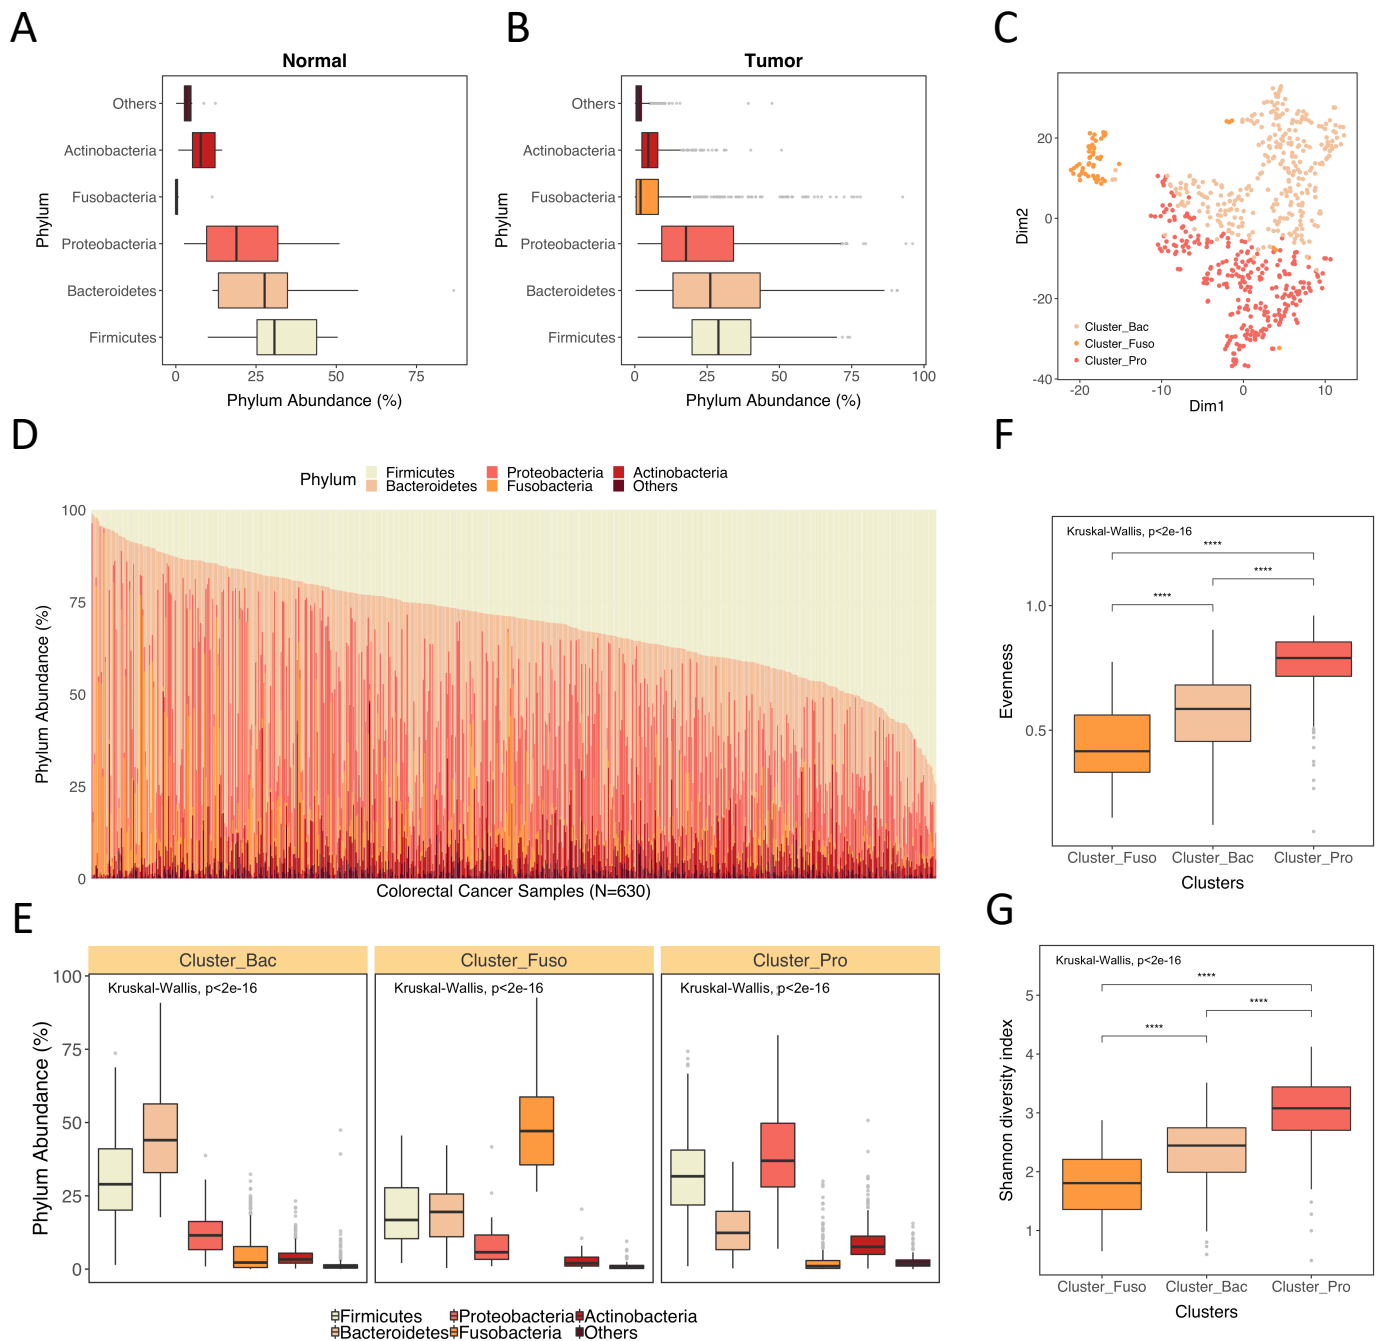 A
B
C
Normal
Phylum
Others
Actinobacteria
Fusobacteria
Proteobacteria
Bacteroidetes
Firmicutes
0
25
50
75
Phylum Abundance (%)
Tumor
Phylum
Others
Actinobacteria
Fusobacteria
Proteobacteria
Bacteroidetes
Firmicutes
0
25
50
75
100
Phylum Abundance (%)
Dim2
20
0
-20
-40
Cluster_Bac
Cluster_Fuso
Cluster_Pro
-20
-10
0
10
Dim1
D
Phylum
Firmicutes
Proteobacteria
Actinobacteria
Bacteroidetes
Fusobacteria
Others
Phylum Abundance (%)
100
75
50
25
0
Colorectal Cancer Samples (N=630)
F
Kruskal-Wallis, p<2e-16
****
****
****
Evenness
1.0
0.5
Cluster_Fuso
Cluster_Bac
Cluster_Pro
Clusters
E
Cluster_Bac
Cluster_Fuso
Cluster_Pro
Kruskal-Wallis, p<2e-16
Kruskal-Wallis, p<2e-16
Kruskal-Wallis, p<2e-16
Phylum Abundance (%)
100
75
50
25
0
Firmicutes
Proteobacteria
Actinobacteria
Bacteroidetes
Fusobacteria
Others
G
Kruskal-Wallis, p<2e-16
****
****
****
Shannon diversity index
5
4
3
2
1
Cluster_Fuso
Cluster_Bac
Cluster_Pro
Clusters